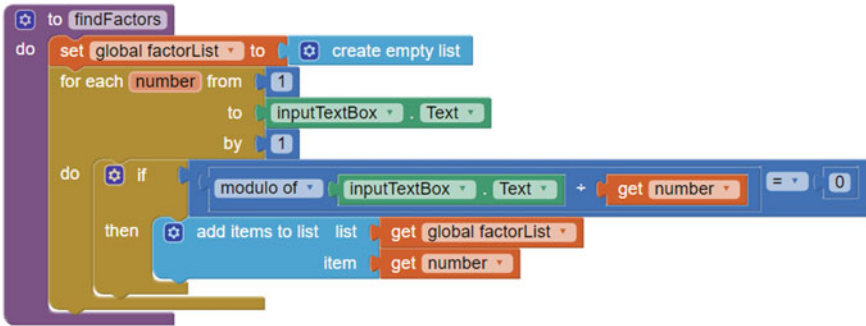 to findFactors
do set global factorList to create empty list
for each number from 1
to inputTextBox . Text
by 1
do if modulo of inputTextBox . Text ÷ get number = 0
then add items to list list get global factorList
item get number